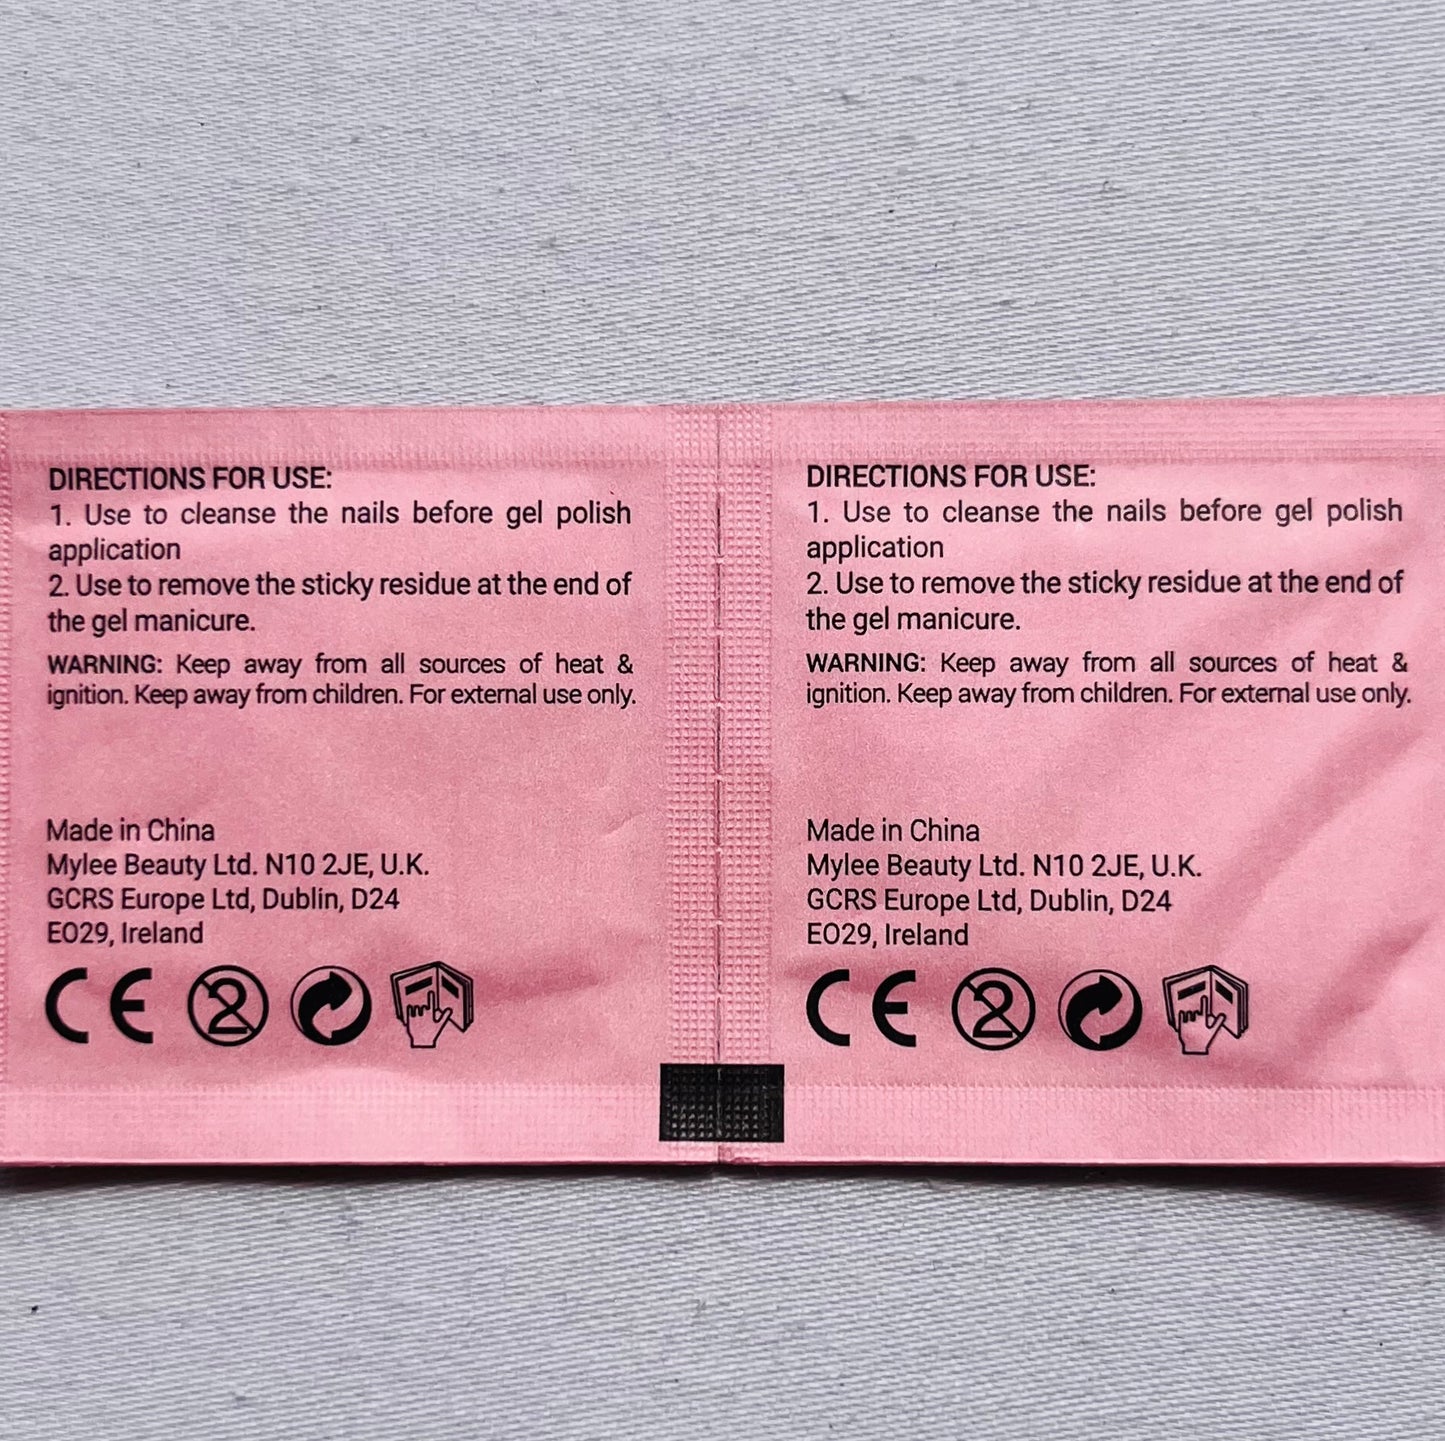 DIRECTIONS FOR USE:
1. Use to cleanse the nails before gel polish
application
2. Use to remove the sticky residue at the end of
the gel manicure.
WARNING: Keep away from all sources of heat &
ignition. Keep away from children. For external use only.
Made in China
Mylee Beauty Ltd. N10 2JE, U.K.
GCRS Europe Ltd, Dublin, D24
EO29, Ireland
CE 2
DIRECTIONS FOR USE:
1. Use to cleanse the nails before gel polish
application
2. Use to remove the sticky residue at the end of
the gel manicure.
WARNING: Keep away from all sources of heat &
ignition. Keep away from children. For external use only.
Made in China
Mylee Beauty Ltd. N10 2JE, U.K.
GCRS Europe Ltd, Dublin, D24
EO29, Ireland
CE 2